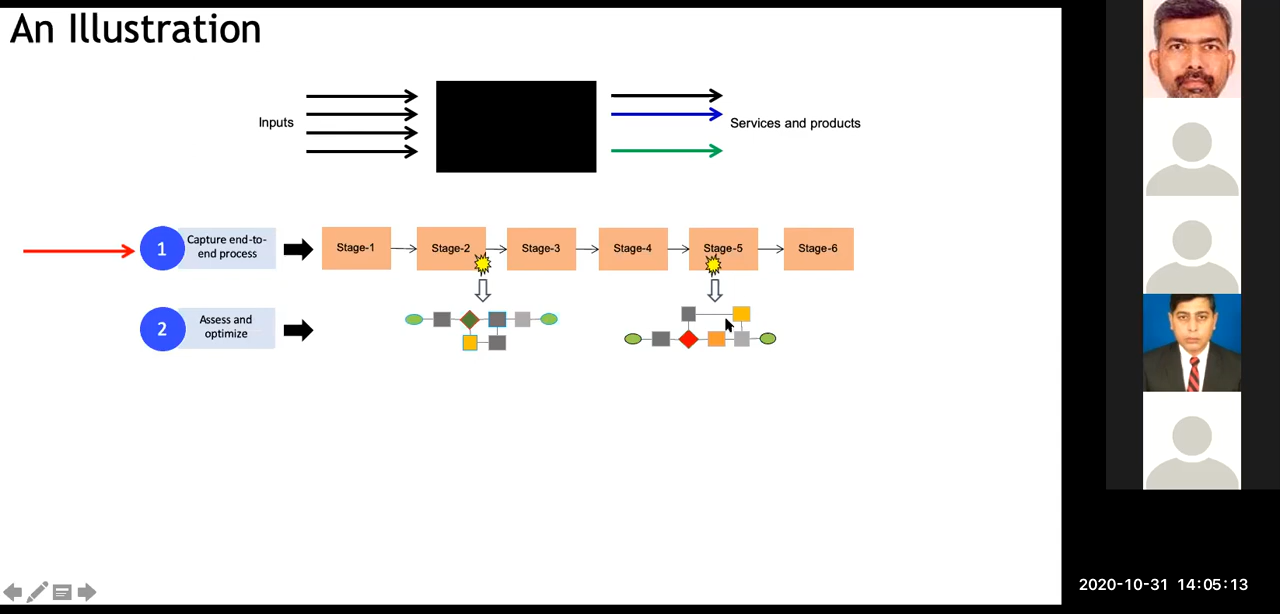 An Illustration
Inputs
Services and products
1
Capture end-to-
end process
Stage-1
Stage-2
Stage-3
Stage-4
Stage-5
Stage-6
2
Assess and
optimize
2020-10-31 14:05:13